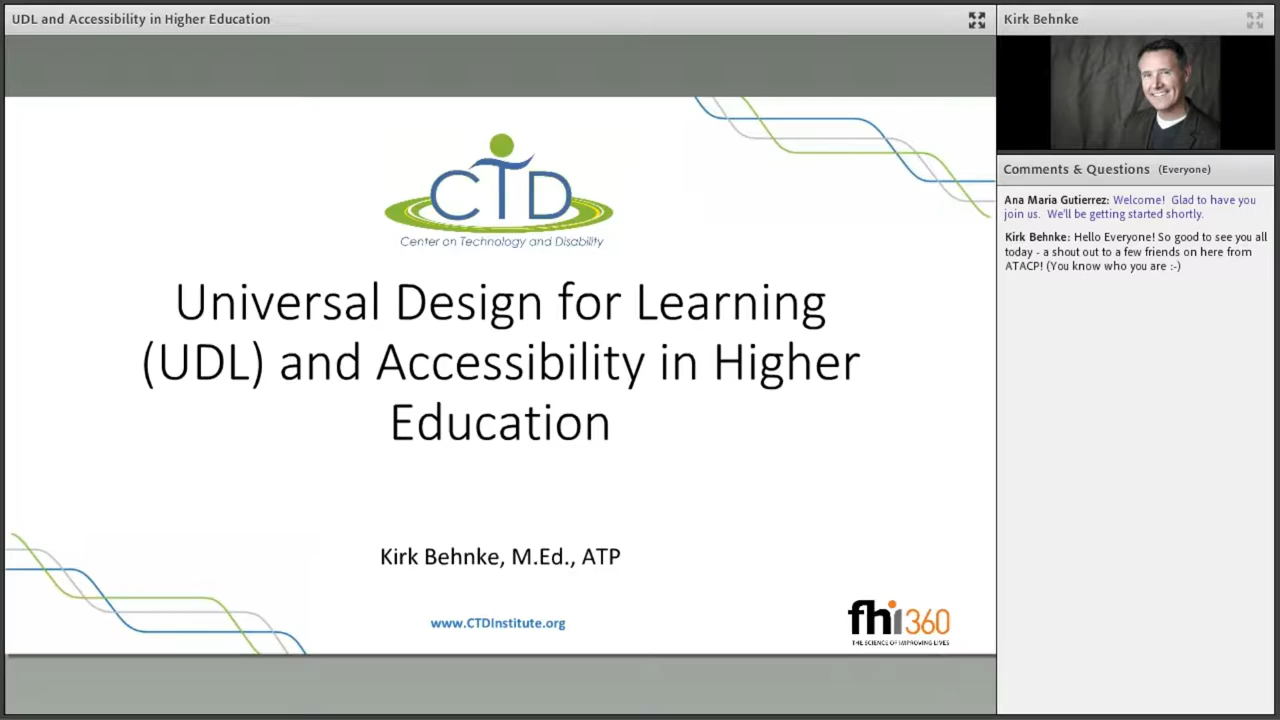 UDL and Accessibility in Higher Education
Kirk Behnke
CTD
Center on Technology and Disability
Universal Design for Learning
(UDL) and Accessibility in Higher
Education
Kirk Behnke, M.Ed., ATP
www.CTDInstitute.org
fhi 360
THE SCIENCE OF IMPROVING LIVES
Comments & Questions (Everyone)
Ana Maria Gutierrez: Welcome! Glad to have you
join us. We'll be getting started shortly.
Kirk Behnke: Hello Everyone! So good to see you all
today - a shout out to a few friends on here from
ATACP! (You know who you are :-)